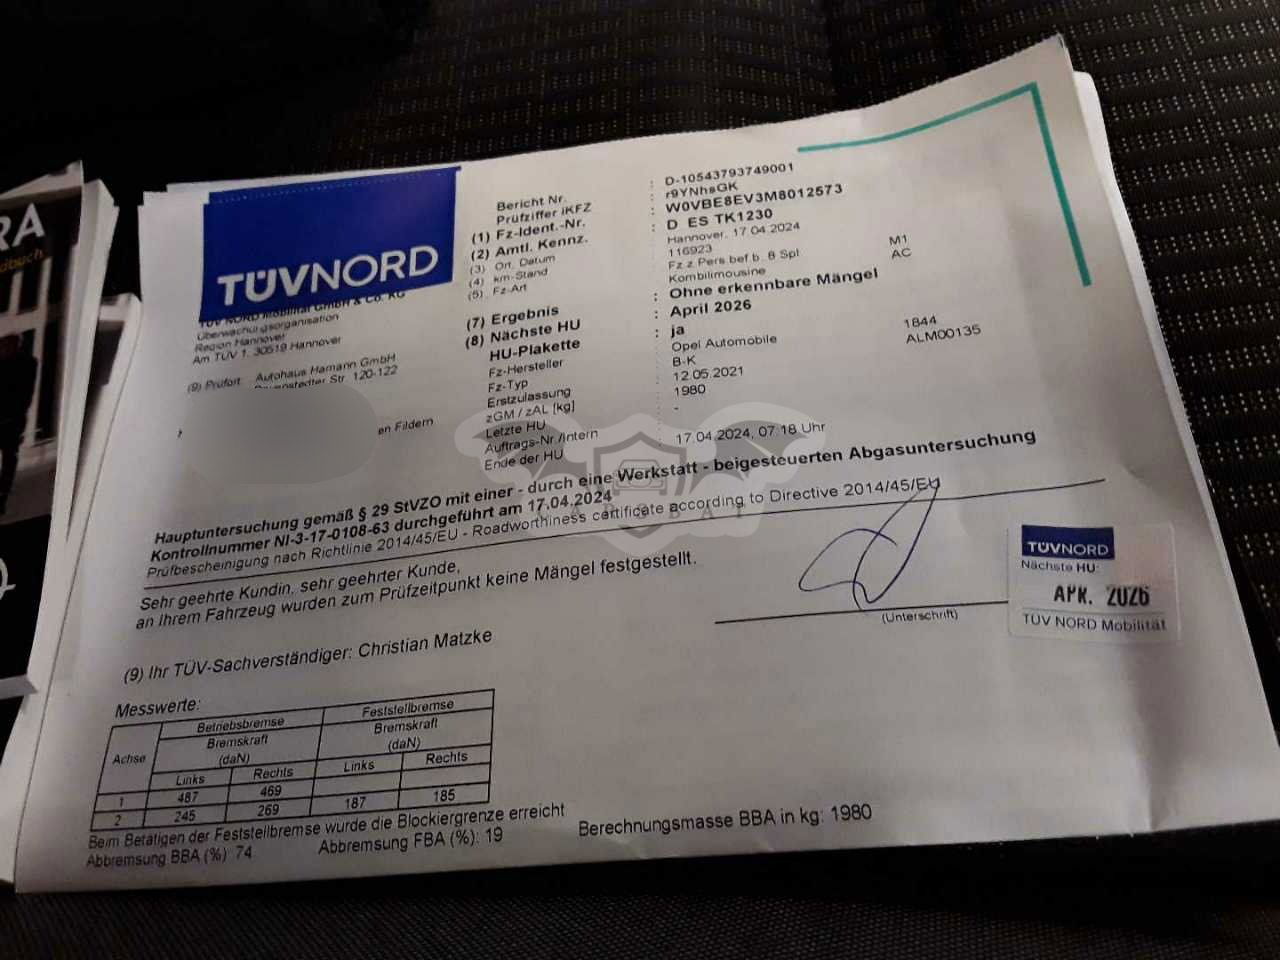 RA
dbuch
TÜVNORD
TÜV NORD Mobilität GmbH & Co. KG
Überwachungsorganisation
Region Hannover
Am TÜV 1, 30519 Hannover
(9) Prüfort: Autohaus Hamann GmbH
Str. 120-122
en Fildern
Bericht Nr. : D-10543793749001
Prüfziffer iKFZ : r9YNhsGK
(1) Fz-Ident.-Nr. : W0VBE8EV3M8012573
(2) Amtl. Kennz. : D ES TK1230
(3) Ort, Datum Hannover, 17.04.2024
(4) km-Stand 116923
(5) Fz-Art Fz.z.Pers.bef.b. 8 Spl M1
Kombilimousine AC
(7) Ergebnis : Ohne erkennbare Mängel
(8) Nächste HU : April 2026
HU-Plakette : ja
Fz-Hersteller : Opel Automobile 1844
Fz-Typ : B-K ALM00135
Erstzulassung : 12.05.2021
zGM / zAL [kg] : 1980
Letzte HU : -
Auftrags-Nr./Intern :
Ende der HU : 17.04.2024, 07:18 Uhr
CAROBAT
Hauptuntersuchung gemäß § 29 StVZO mit einer - durch eine Werkstatt - beigesteuerten Abgasuntersuchung
Kontrollnummer NI-3-17-0108-63 durchgeführt am 17.04.2024
Prüfbescheinigung nach Richtlinie 2014/45/EU - Roadworthiness certificate according to Directive 2014/45/EU
Sehr geehrte Kundin, sehr geehrter Kunde,
an Ihrem Fahrzeug wurden zum Prüfzeitpunkt keine Mängel festgestellt.
(Unterschrift)
TÜVNORD
Nächste HU:
APR. 2026
TÜV NORD Mobilität
(9) Ihr TÜV-Sachverständiger: Christian Matzke
Messwerte:
Achse Betriebsbremse Feststellbremse
Bremskraft Bremskraft
(daN) (daN)
Links Rechts Links Rechts
1 487 469
2 245 269 187 185
Beim Betätigen der Feststellbremse wurde die Blockiergrenze erreicht
Abbremsung BBA (%) 74 Abbremsung FBA (%): 19 Berechnungsmasse BBA in kg: 1980